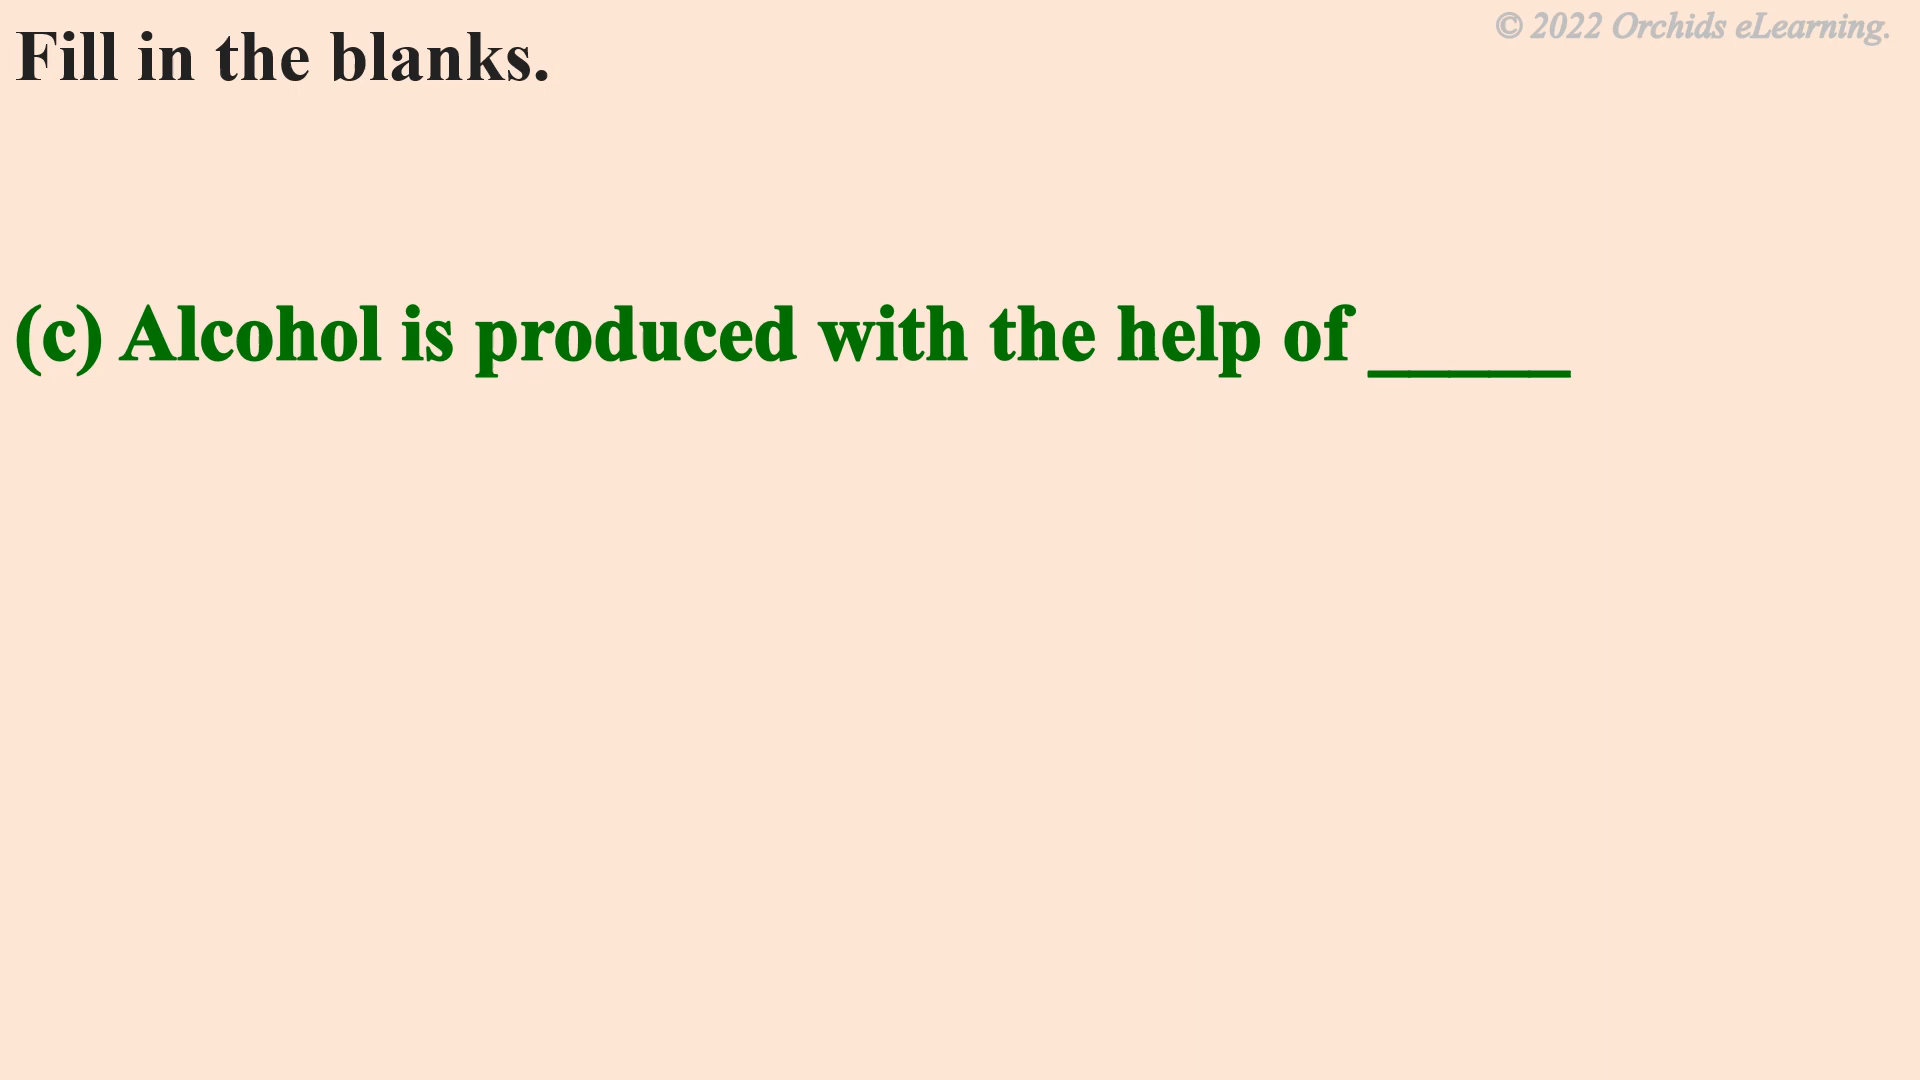 © 2022 Orchids eLearning.
Fill in the blanks.
(c) Alcohol is produced with the help of _____